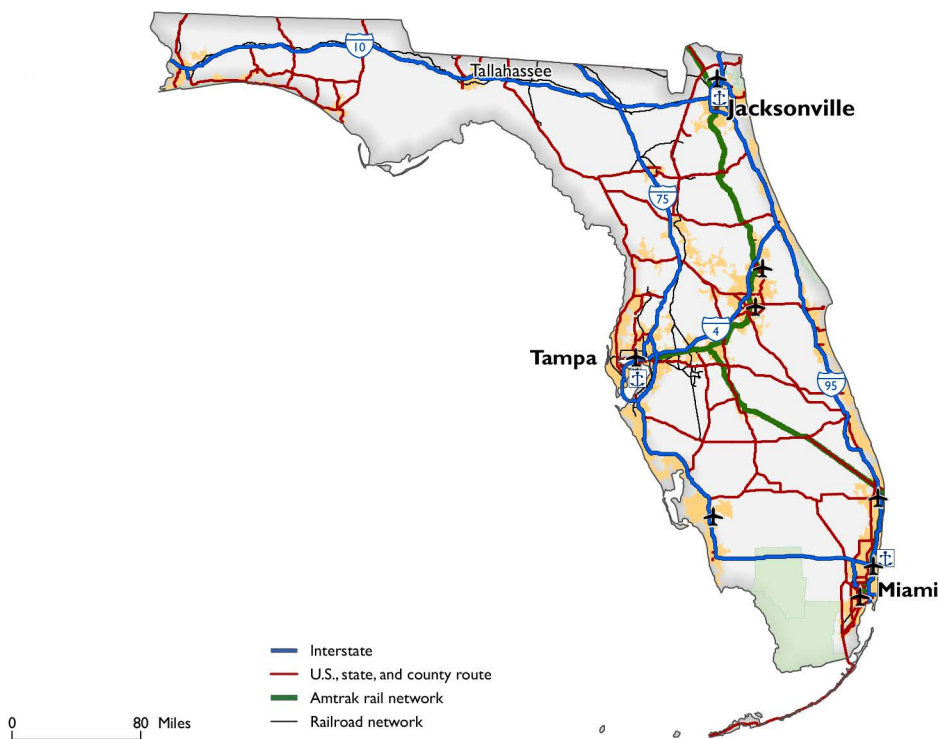 10
Tallahassee
Jacksonville
75
4
Tampa
95
Miami
Interstate
U.S., state, and county route
Amtrak rail network
Railroad network
0 80 Miles